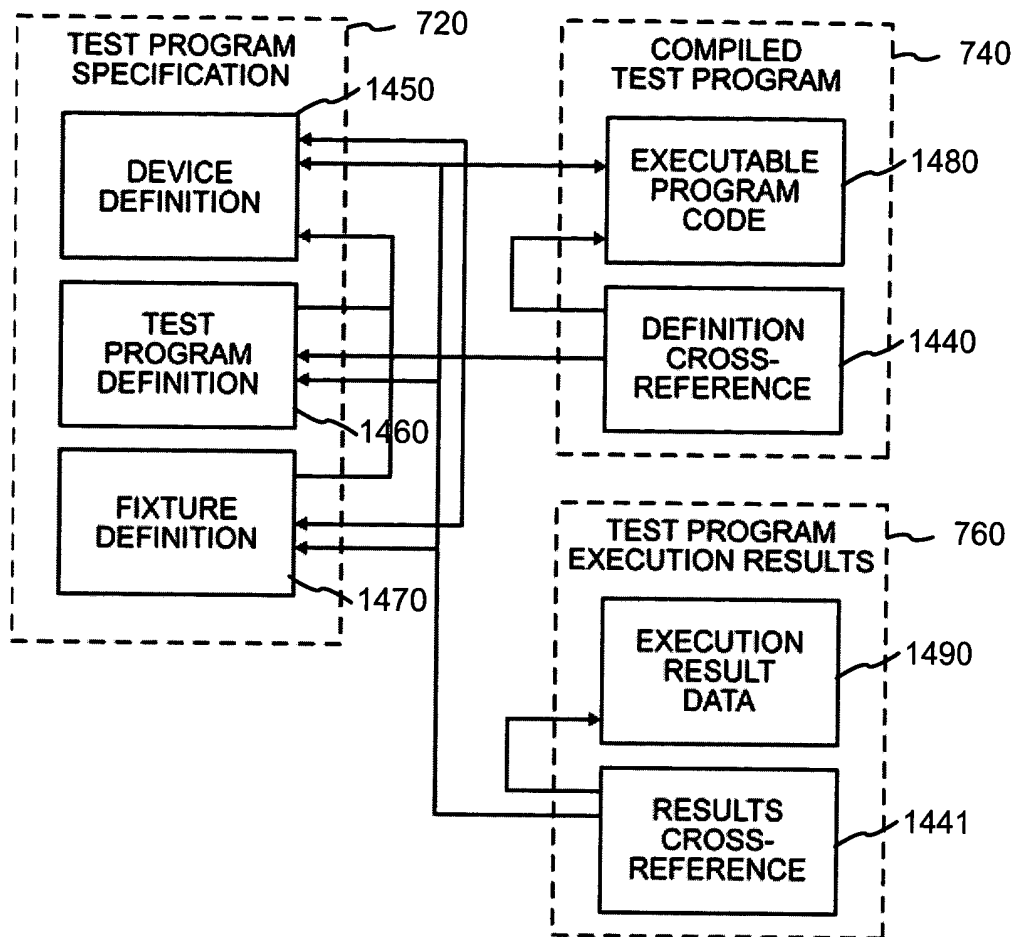 TEST PROGRAM
SPECIFICATION
720
1450
DEVICE
DEFINITION
TEST
PROGRAM
DEFINITION
1460
FIXTURE
DEFINITION
1470
COMPILED
TEST PROGRAM
740
EXECUTABLE
PROGRAM
CODE
1480
DEFINITION
CROSS-
REFERENCE
1440
TEST PROGRAM
EXECUTION RESULTS
760
EXECUTION
RESULT
DATA
1490
RESULTS
CROSS-
REFERENCE
1441